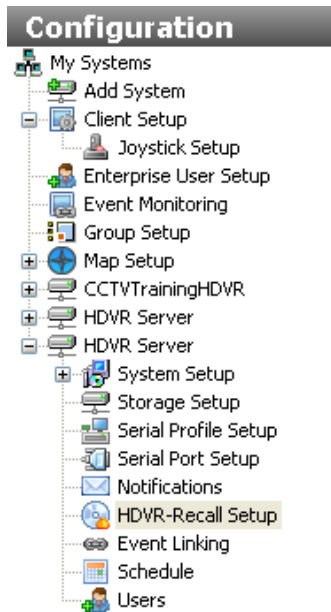 Configuration
My Systems
Add System
Client Setup
Joystick Setup
Enterprise User Setup
Event Monitoring
Group Setup
Map Setup
CCTVTrainingHDVR
HDVR Server
HDVR Server
System Setup
Storage Setup
Serial Profile Setup
Serial Port Setup
Notifications
HDVR-Recall Setup
Event Linking
Schedule
Users